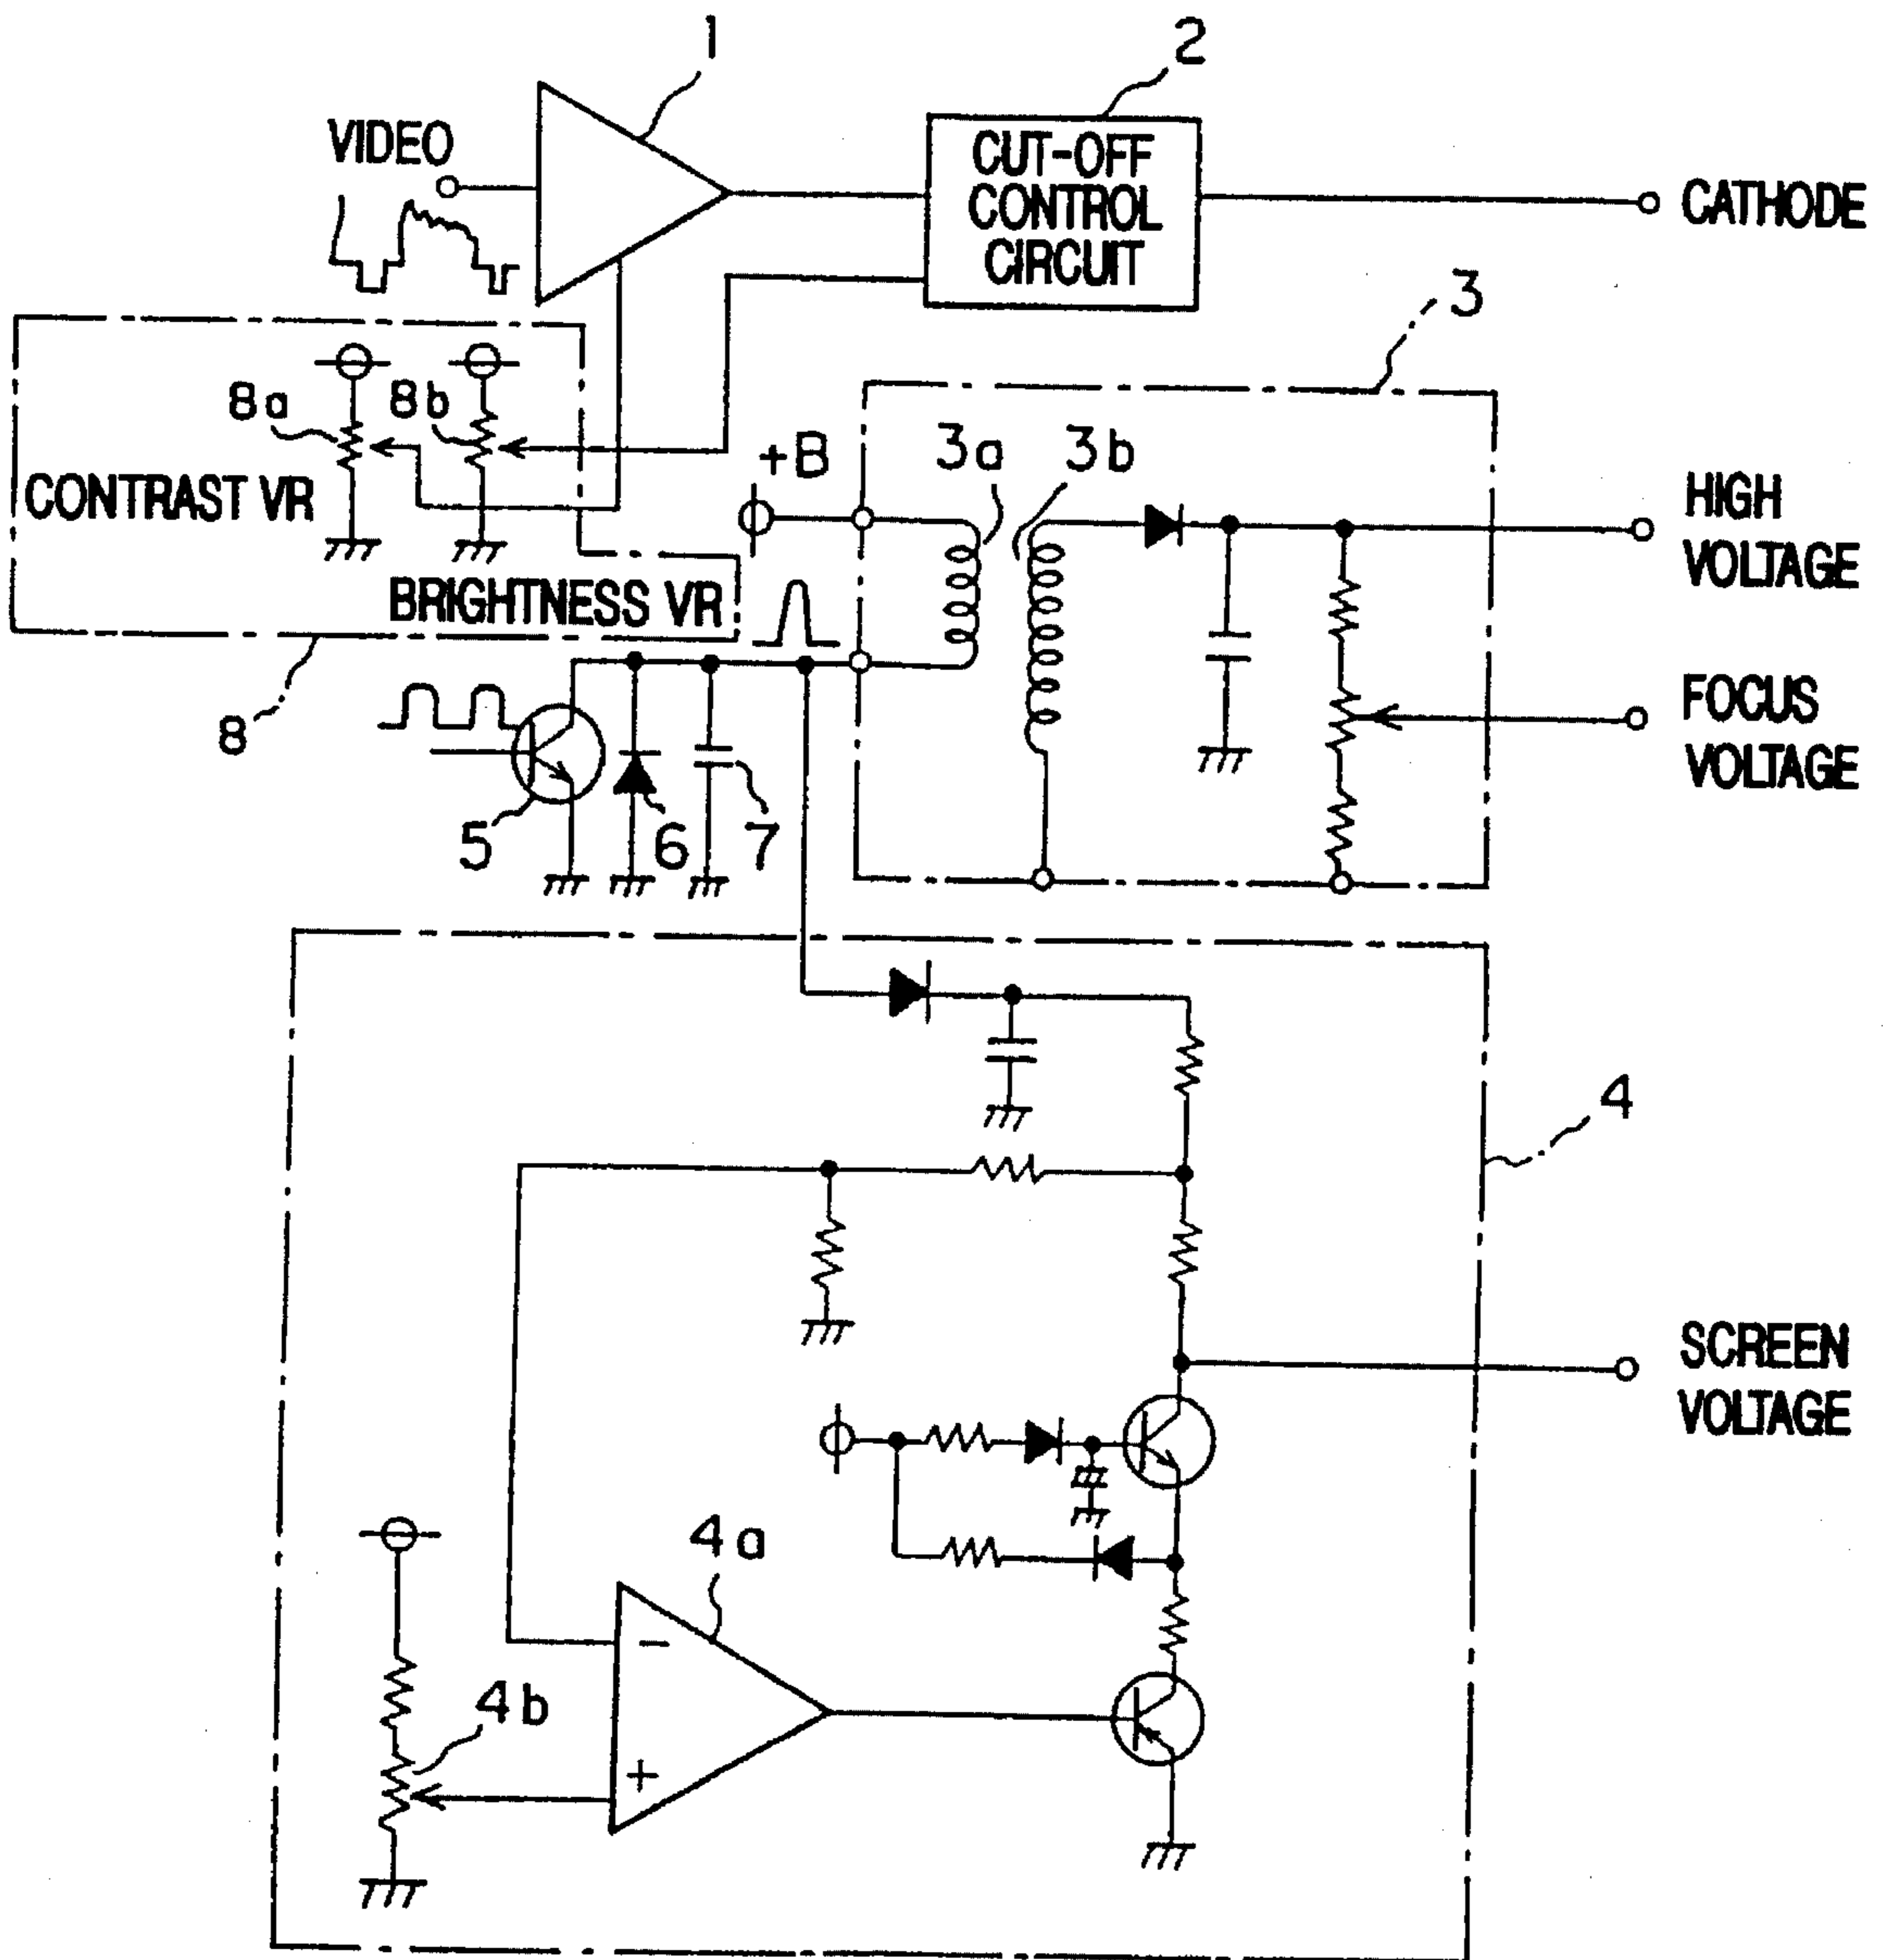 1
2
VIDEO
CUT-OFF
CONTROL
CIRCUIT
CATHODE
3
8a
8b
CONTRAST VR
+B
3a
3b
HIGH
VOLTAGE
BRIGHTNESS VR
8
FOCUS
VOLTAGE
5
6
7
4
SCREEN
VOLTAGE
4a
−
4b
+